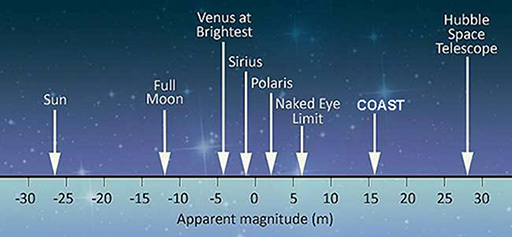 Venus at
Brightest
Hubble
Space
Telescope
Sirius
Full
Moon
Polaris
Sun
Naked Eye
Limit
COAST
-30 -25 -20 -15 -10 -5 0 5 10 15 20 25 30
Apparent magnitude (m)